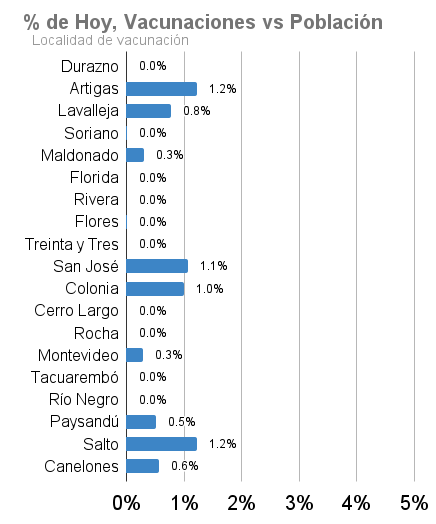 % de Hoy, Vacunaciones vs Población
Localidad de vacunación
Durazno 0.0%
Artigas 1.2%
Lavalleja 0.8%
Soriano 0.0%
Maldonado 0.3%
Florida 0.0%
Rivera 0.0%
Flores 0.0%
Treinta y Tres 0.0%
San José 1.1%
Colonia 1.0%
Cerro Largo 0.0%
Rocha 0.0%
Montevideo 0.3%
Tacuarembó 0.0%
Río Negro 0.0%
Paysandú 0.5%
Salto 1.2%
Canelones 0.6%
0% 1% 2% 3% 4% 5%